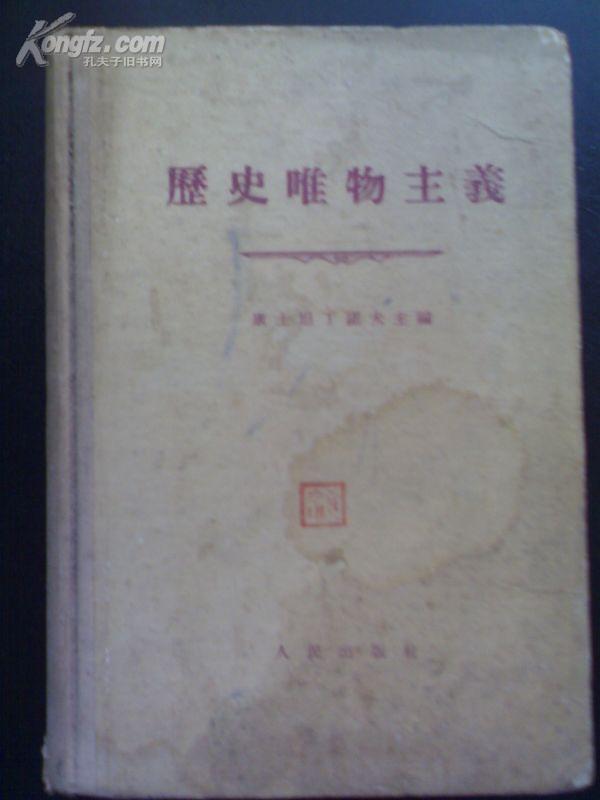 Kongfz.com
孔夫子旧书网
歷史唯物主義
康士坦丁諾夫主編
人民出版社